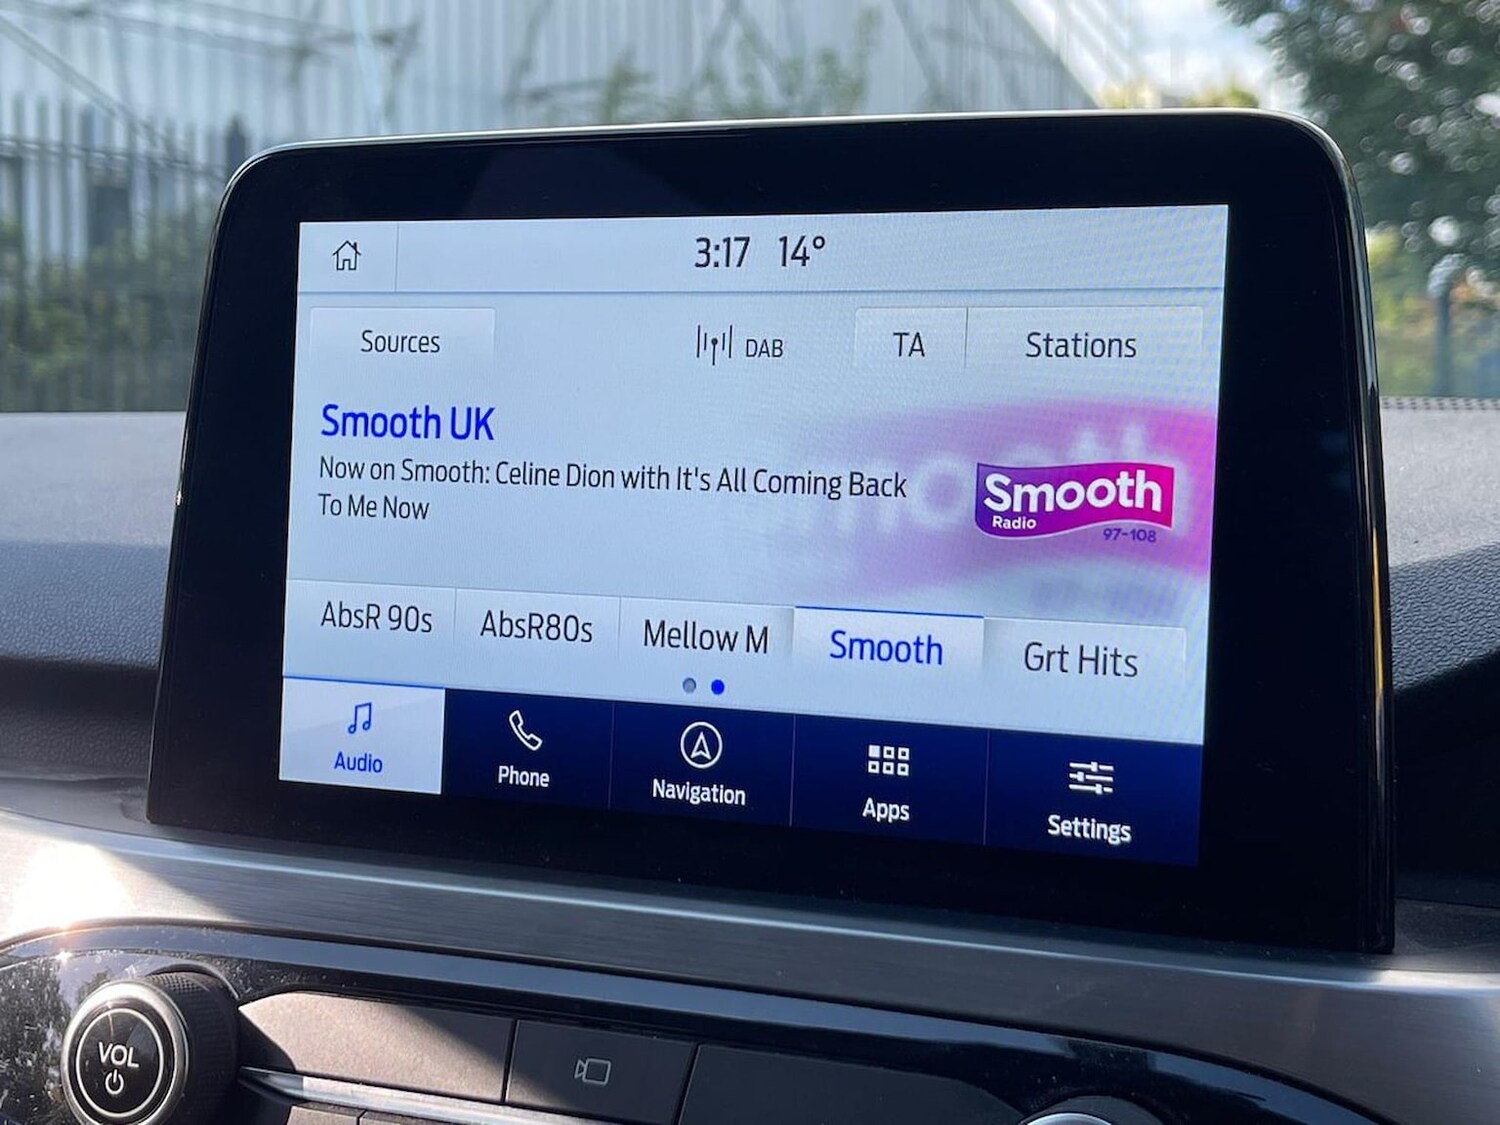 3:17 14°
Sources
DAB
TA
Stations
Smooth UK
Now on Smooth: Celine Dion with It's All Coming Back
To Me Now
Smooth
Radio
97-108
AbsR 90s
AbsR80s
Mellow M
Smooth
Grt Hits
Audio
Phone
Navigation
Apps
Settings
VOL